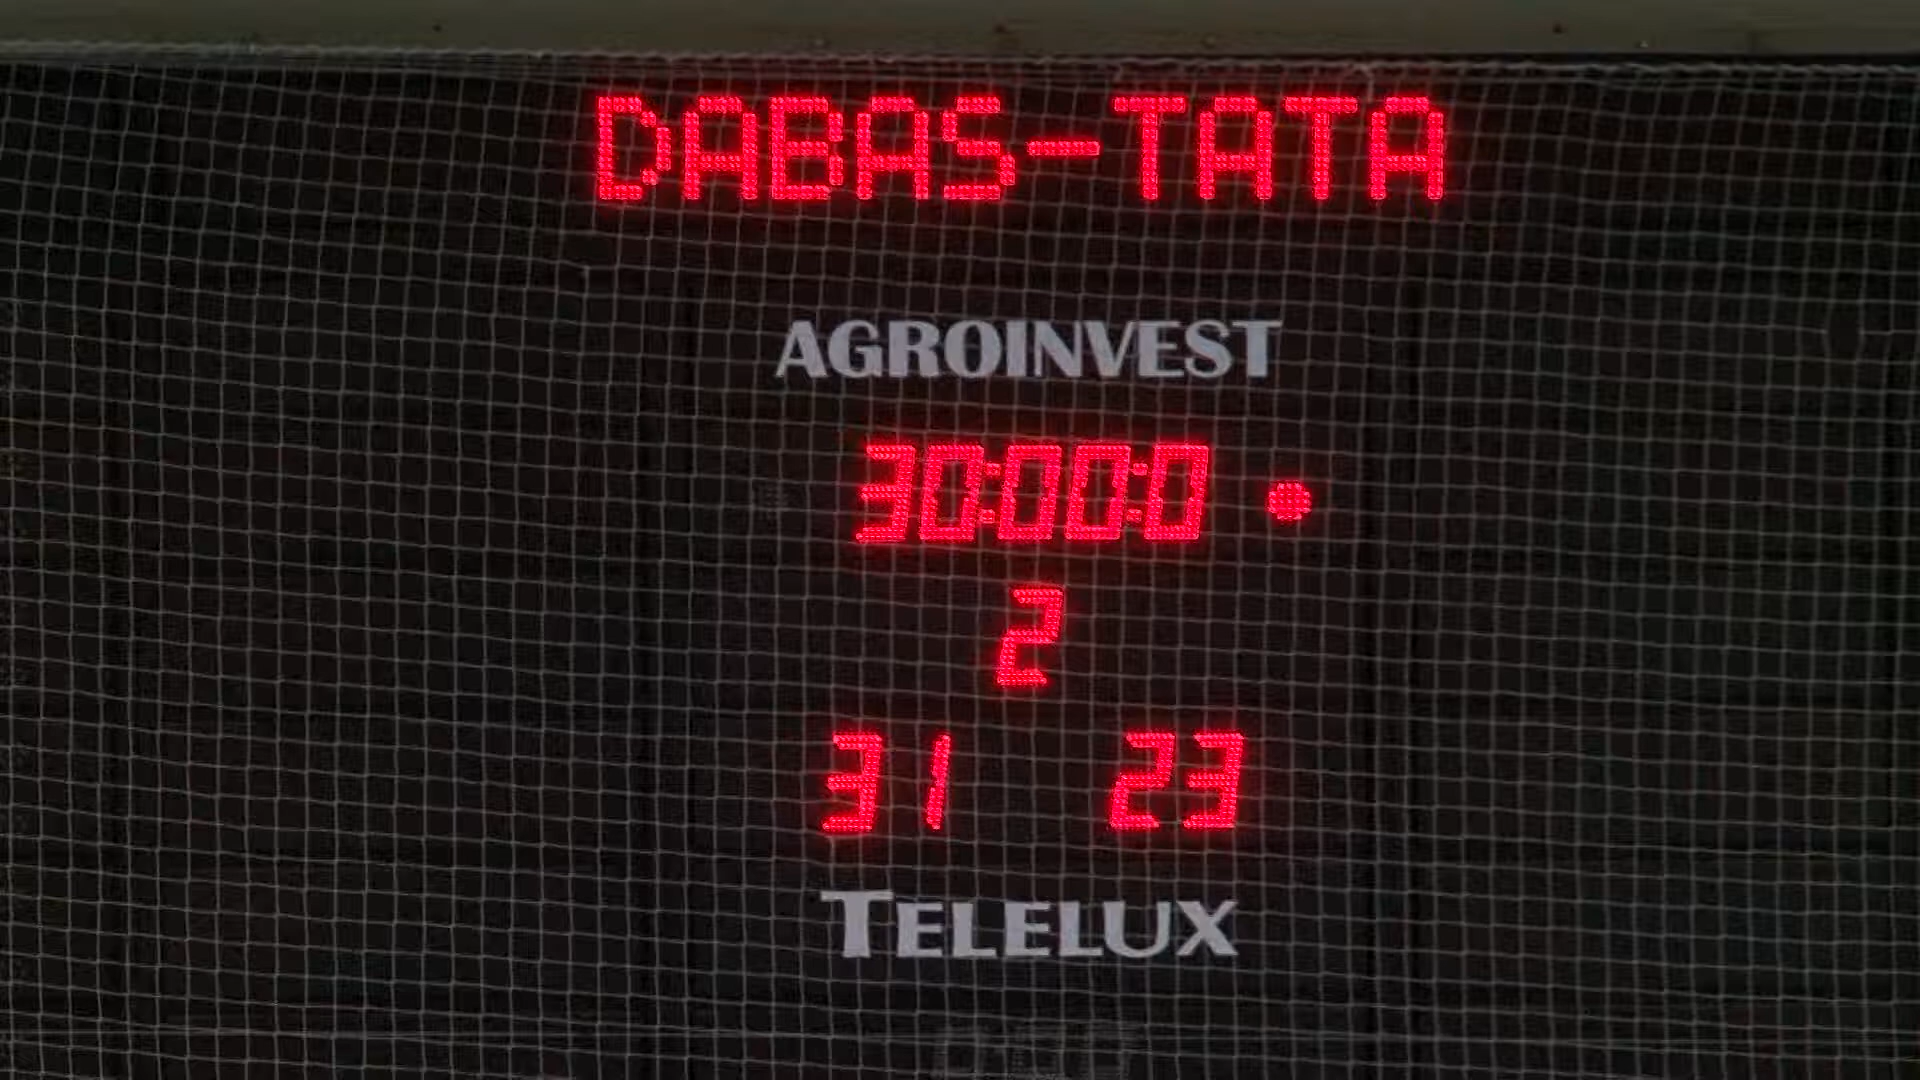 DABAS-TATA
AGROINVEST
30:00:0
2
31 23
TELELUX